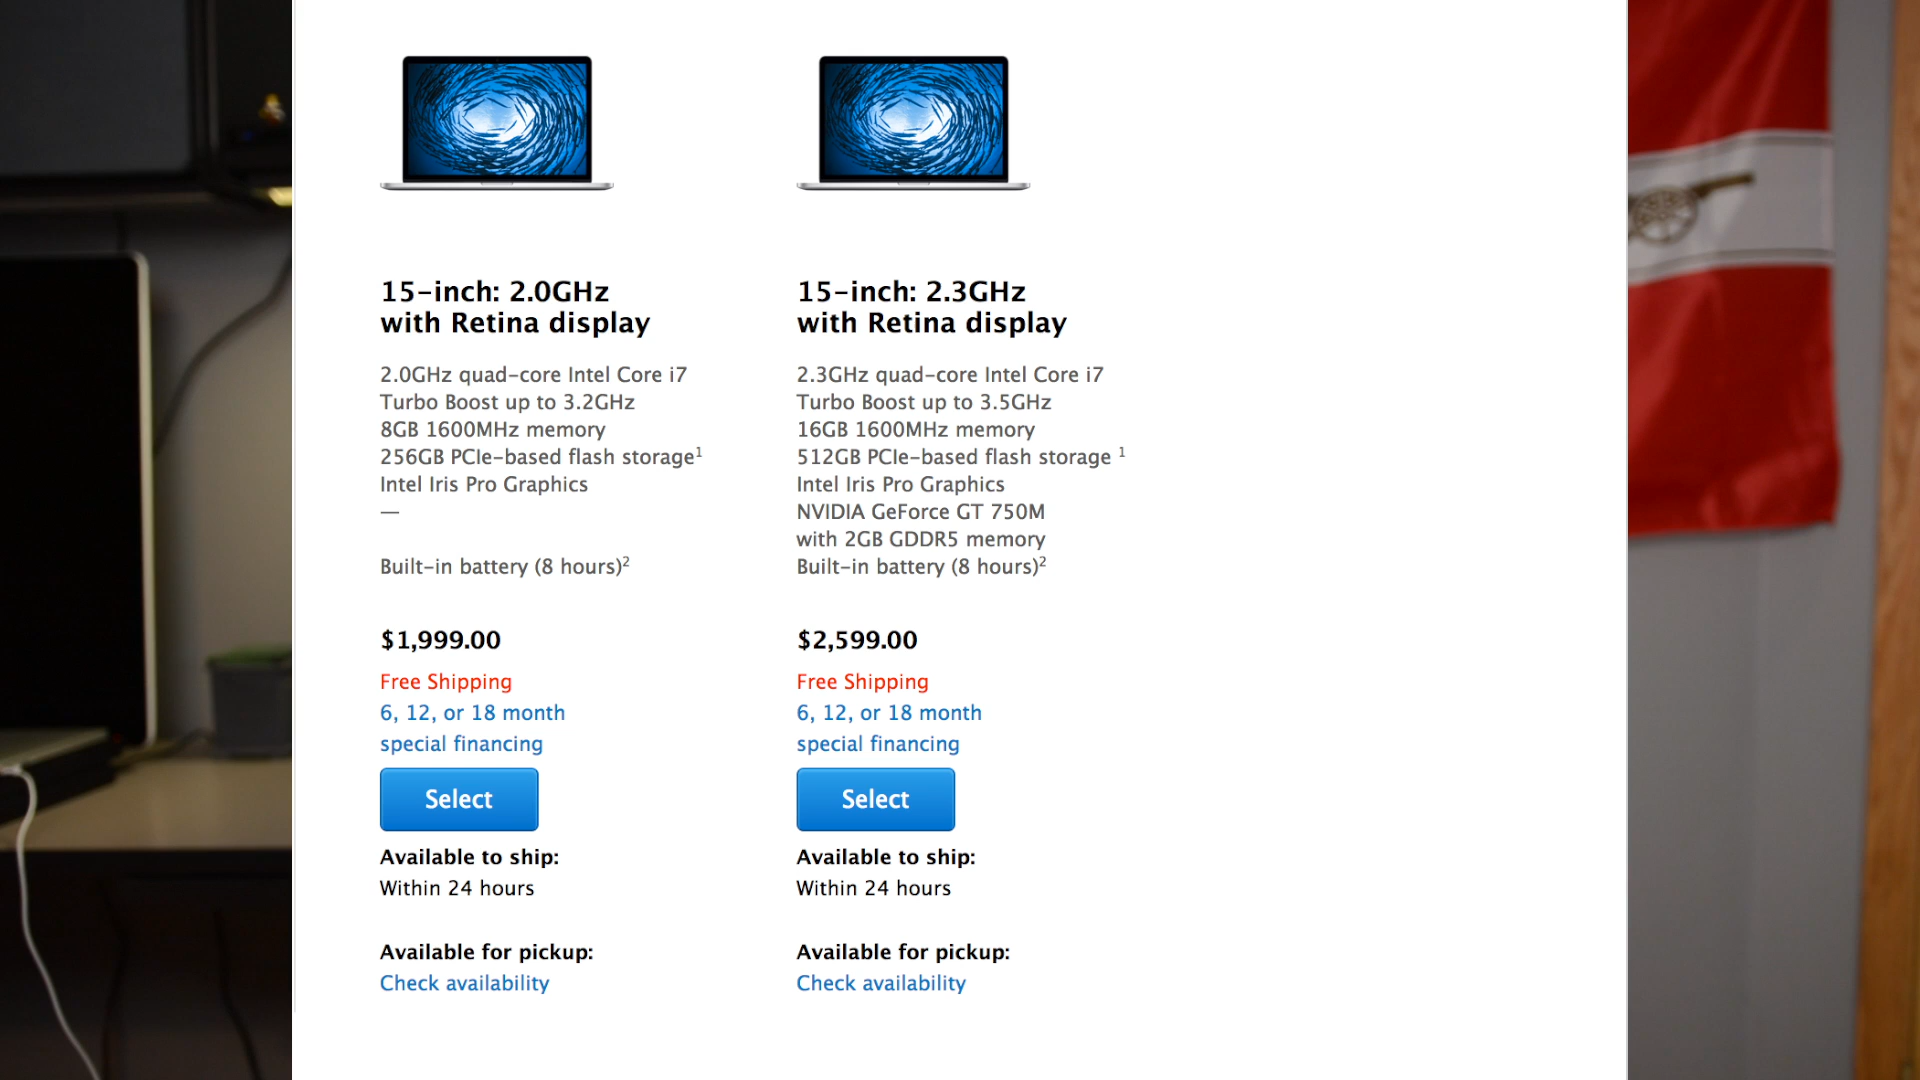 15-inch: 2.0GHz
with Retina display
2.0GHz quad-core Intel Core i7
Turbo Boost up to 3.2GHz
8GB 1600MHz memory
256GB PCIe-based flash storage¹
Intel Iris Pro Graphics
—
Built-in battery (8 hours)²
$1,999.00
Free Shipping
6, 12, or 18 month
special financing
Select
Available to ship:
Within 24 hours
Available for pickup:
Check availability
15-inch: 2.3GHz
with Retina display
2.3GHz quad-core Intel Core i7
Turbo Boost up to 3.5GHz
16GB 1600MHz memory
512GB PCIe-based flash storage ¹
Intel Iris Pro Graphics
NVIDIA GeForce GT 750M
with 2GB GDDR5 memory
Built-in battery (8 hours)²
$2,599.00
Free Shipping
6, 12, or 18 month
special financing
Select
Available to ship:
Within 24 hours
Available for pickup:
Check availability